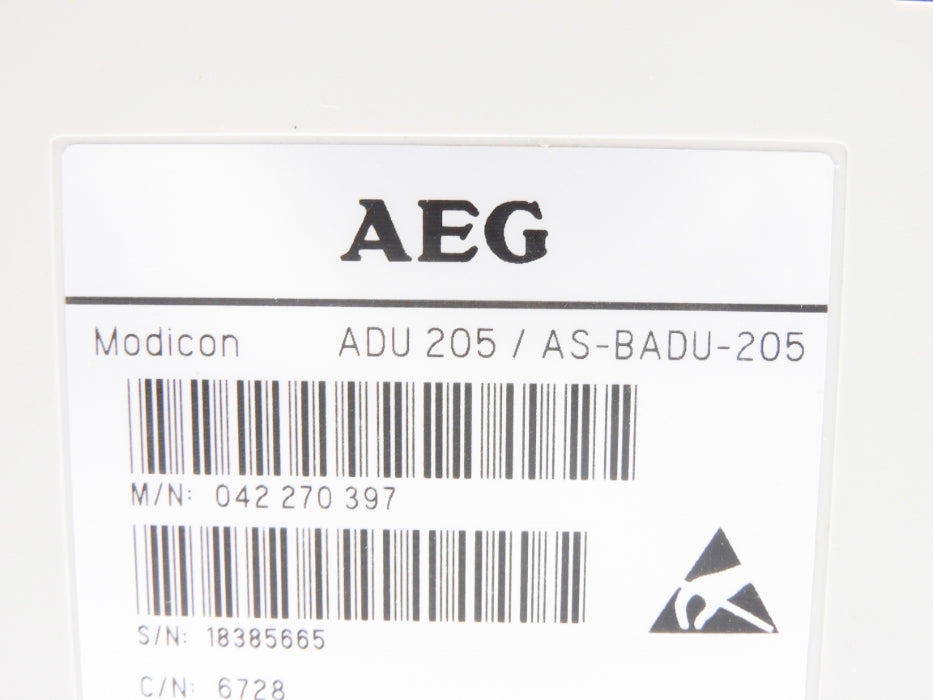 AEG
Modicon ADU 205 / AS-BADU-205
M/N: 042 270 397
S/N: 18385665
C/N: 6728